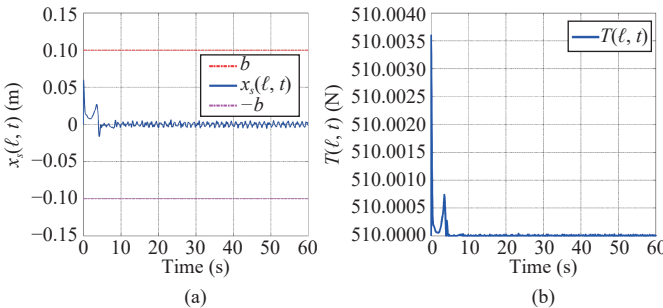 0.15
0.10
0.05
0
−0.05
−0.10
−0.15
x_s(ℓ, t) (m)
b
x_s(ℓ, t)
−b
0 10 20 30 40 50 60
Time (s)
(a)
510.0040
510.0035
510.0030
510.0025
510.0020
510.0015
510.0010
510.0005
510.0000
T(ℓ, t) (N)
T(ℓ, t)
0 10 20 30 40 50 60
Time (s)
(b)